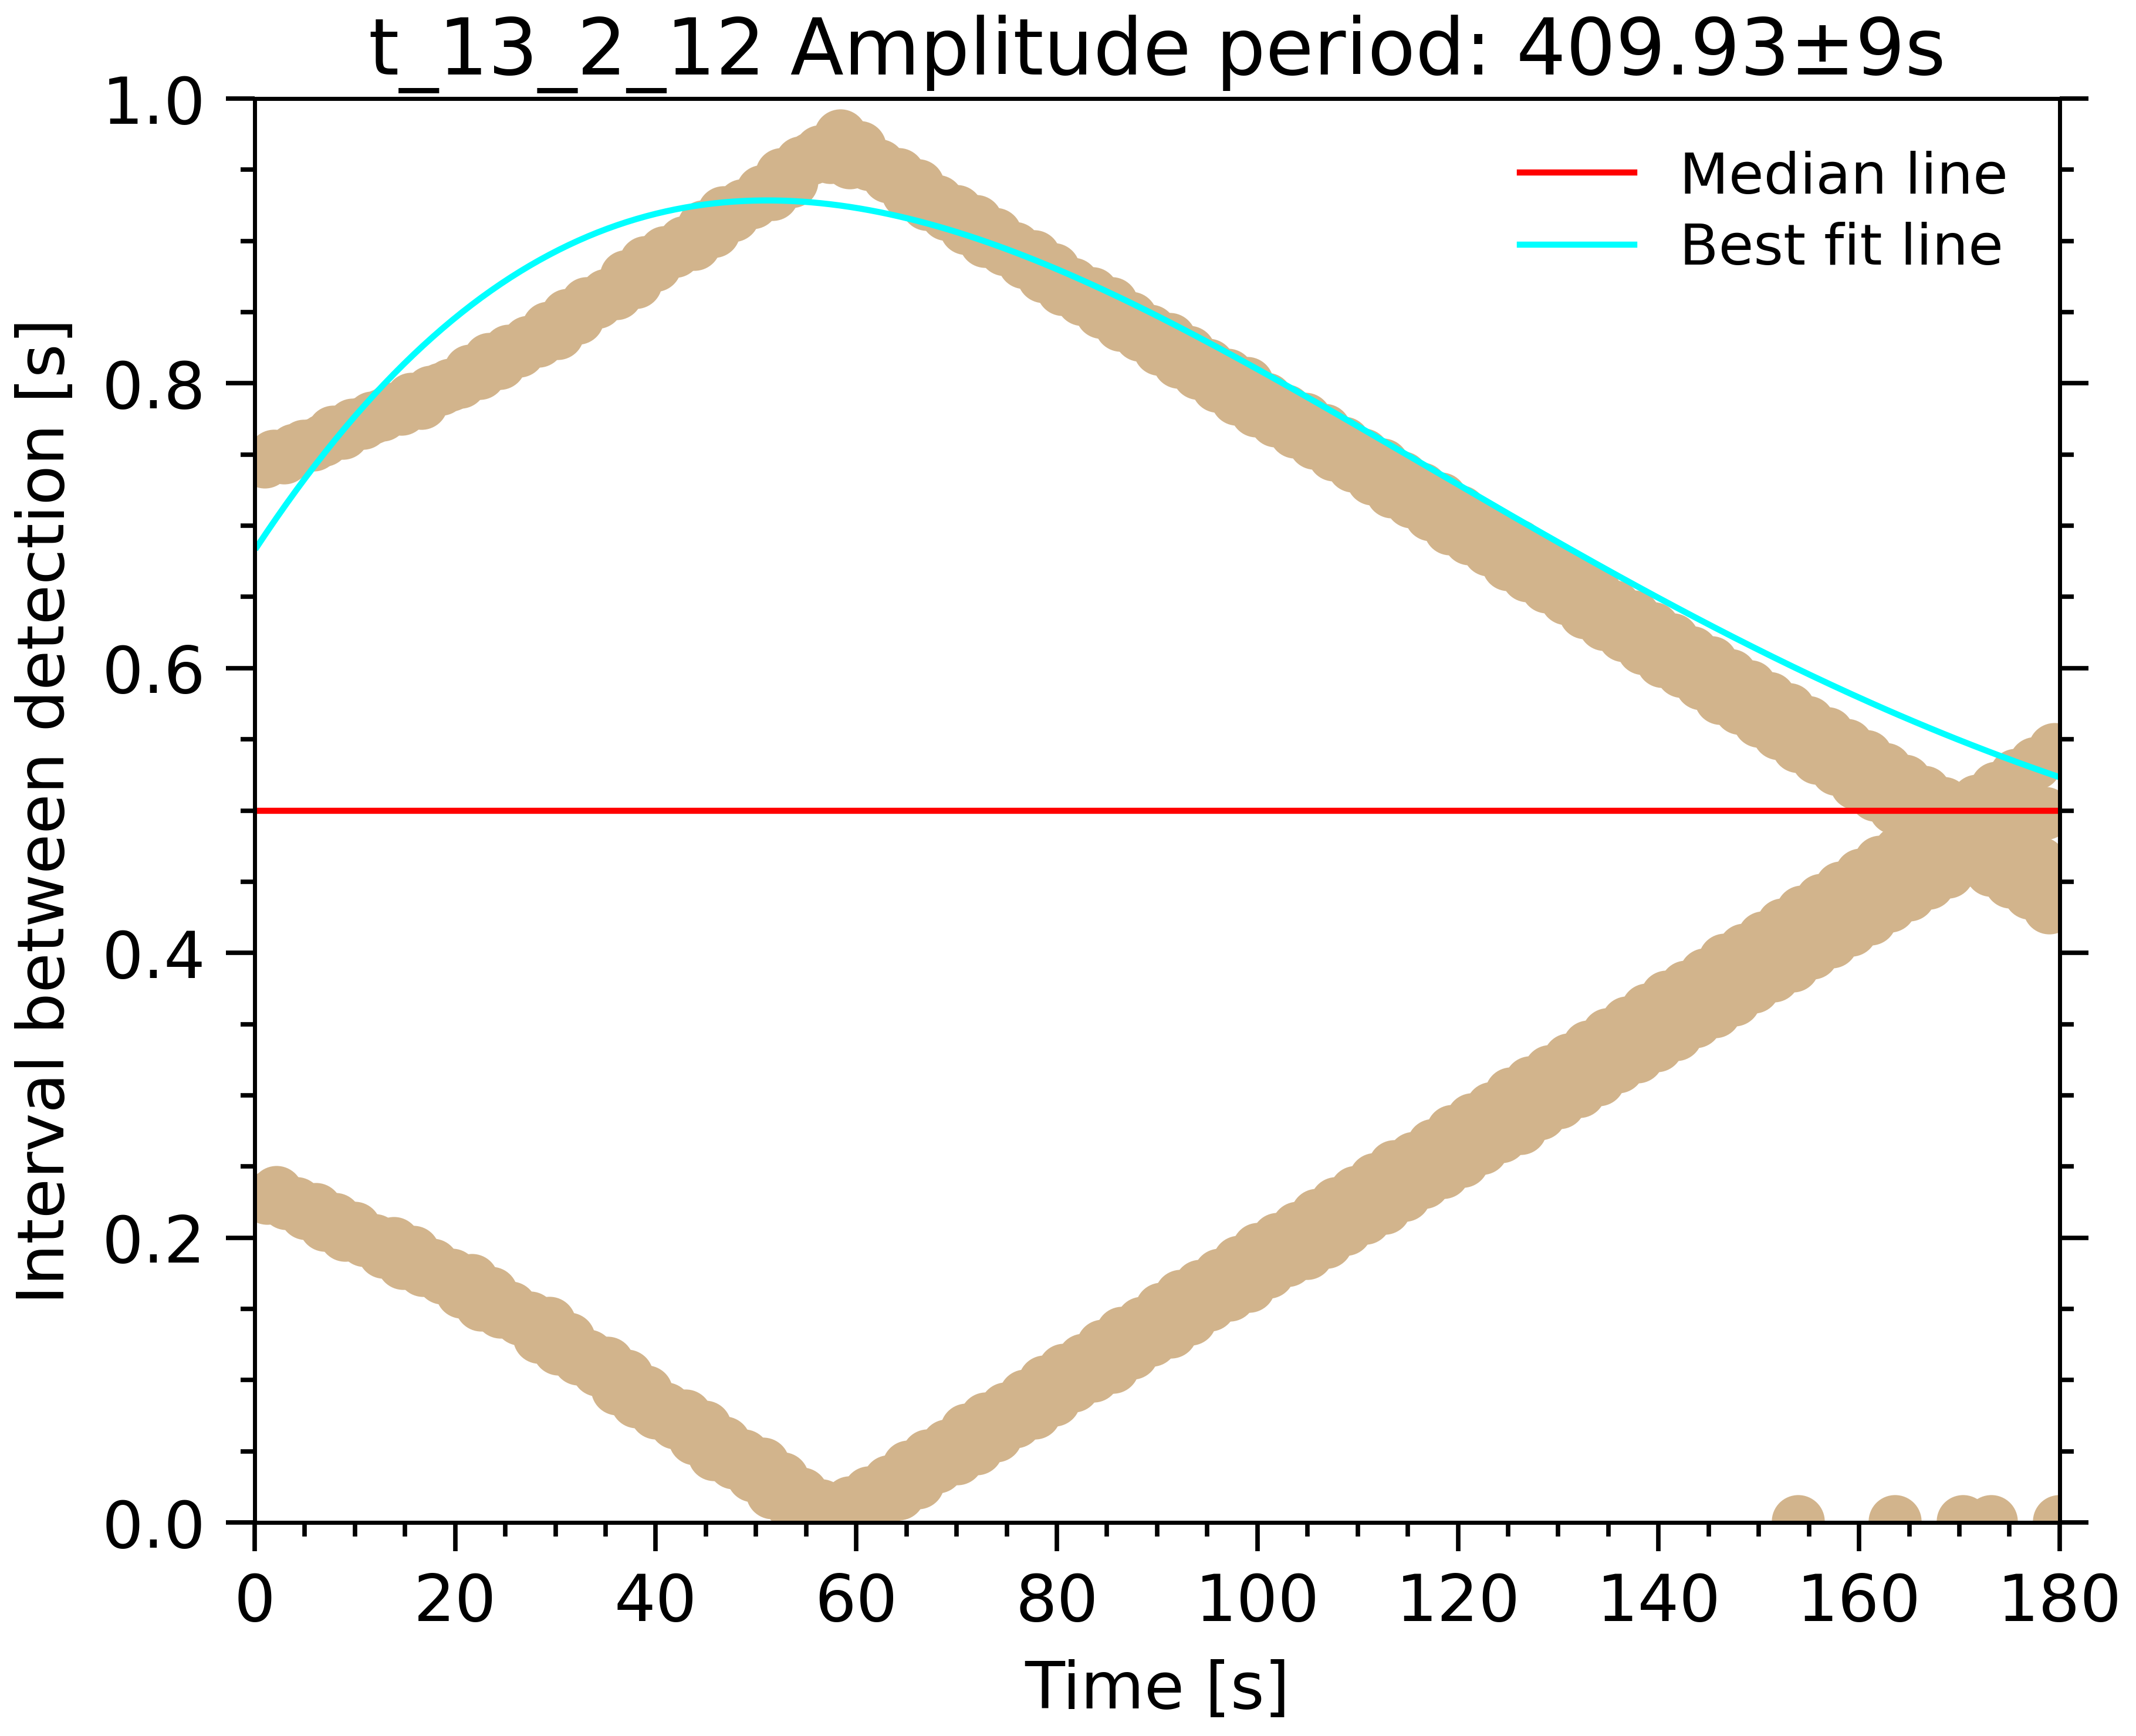 t_13_2_12 Amplitude period: 409.93±9s
Median line
Best fit line
Interval between detection [s]
1.0
0.8
0.6
0.4
0.2
0.0
0 20 40 60 80 100 120 140 160 180
Time [s]